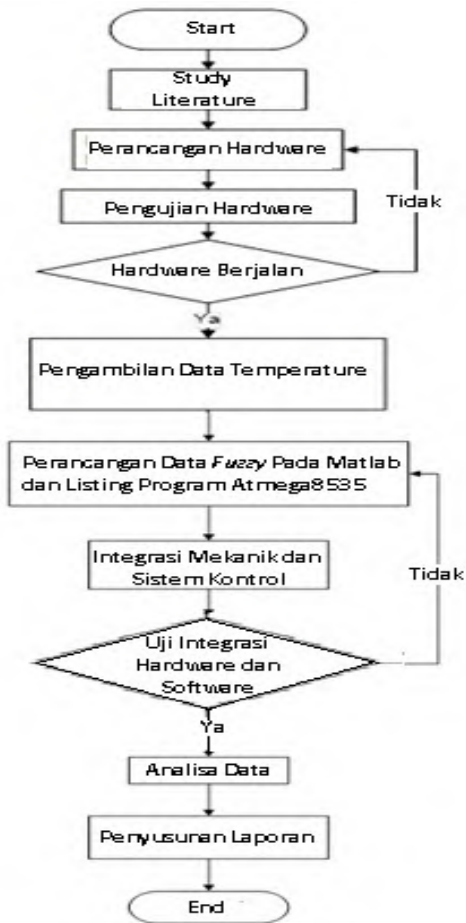 Start
Study
Literature
Perancangan Hardware
Pengujian Hardware
Tidak
Hardware Berjalan
Ya
Pengambilan Data Temperature
Perancangan Data Fuzzy Pada Matlab
dan Listing Program Atmega8535
Integrasi Mekanik dan
Sistem Kontrol
Tidak
Uji Integrasi
Hardware dan
Software
Ya
Analisa Data
Penyusunan Laporan
End